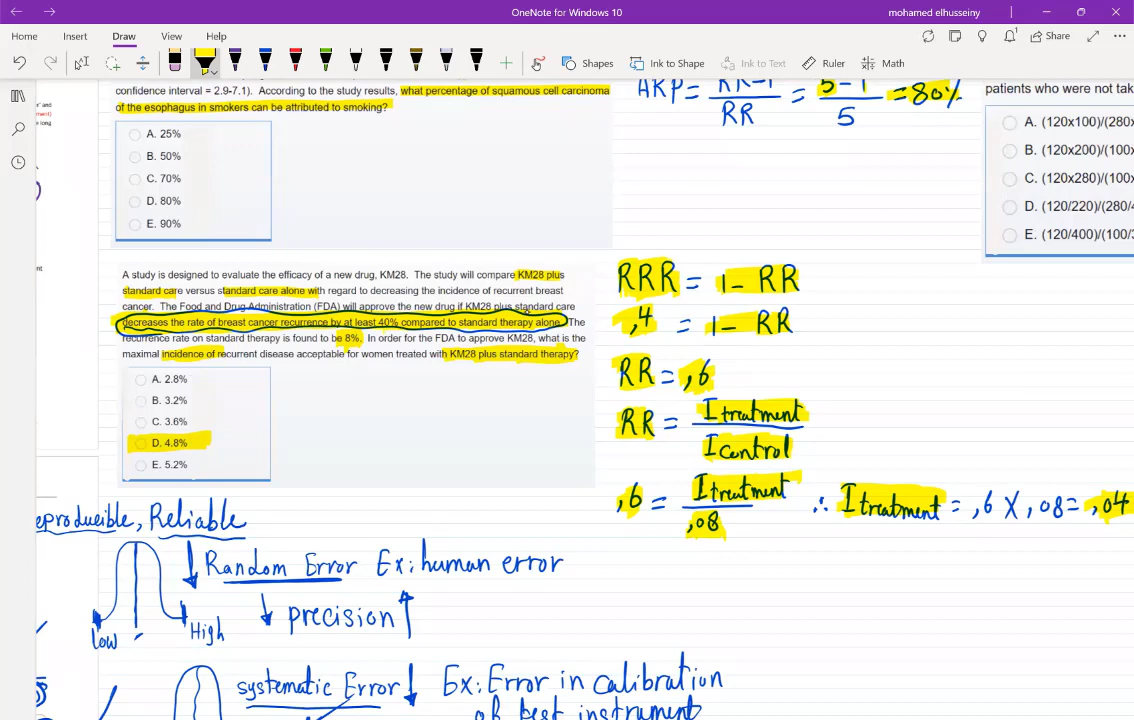 OneNote for Windows 10
mohamed elhusseiny
Home Insert Draw View Help
Share
Shapes Ink to Shape Ink to Text Ruler Math
confidence interval = 2.9-7.1). According to the study results, what percentage of squamous cell carcinoma
of the esophagus in smokers can be attributed to smoking?
A. 25%
B. 50%
C. 70%
D. 80%
E. 90%
ARP = RR-1 / RR = 5-1 / 5 = 80%
patients who were not tak
A. (120x100)/(280x
B. (120x200)/(100x
C. (120x280)/(100x
D. (120/220)/(280/4
E. (120/400)/(100/3
A study is designed to evaluate the efficacy of a new drug, KM28. The study will compare KM28 plus
standard care versus standard care alone with regard to decreasing the incidence of recurrent breast
cancer. The Food and Drug Administration (FDA) will approve the new drug if KM28 plus standard care
decreases the rate of breast cancer recurrence by at least 40% compared to standard therapy alone. The
recurrence rate on standard therapy is found to be 8%. In order for the FDA to approve KM28, what is the
maximal incidence of recurrent disease acceptable for women treated with KM28 plus standard therapy?
A. 2.8%
B. 3.2%
C. 3.6%
D. 4.8%
E. 5.2%
RRR = 1 - RR
,4 = 1 - RR
RR = ,6
RR = I treatment / I control
,6 = I treatment / ,08 ∴ I treatment = ,6 X ,08 = ,04
eproducible, Reliable
↓ Random Error Ex: human error
↓ precision ↑
Low High
systematic Error ↓ Ex: Error in calibration
of best instrument